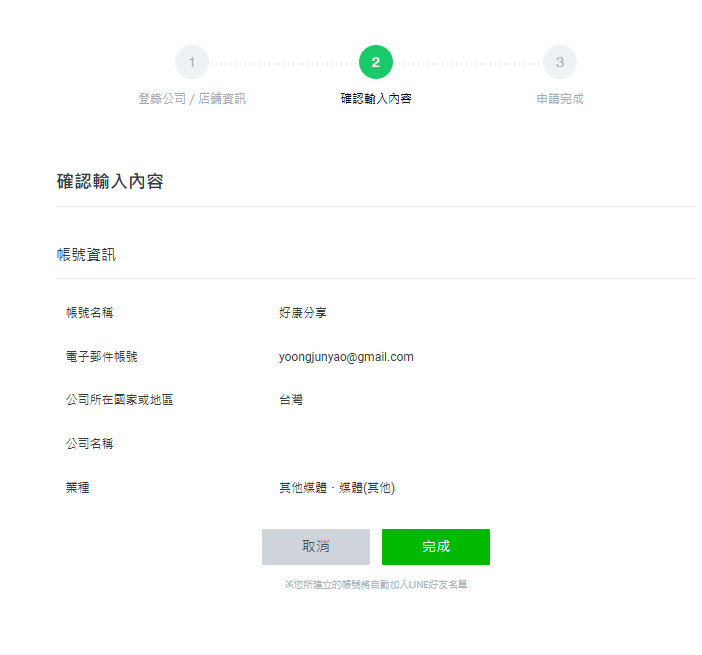 1
2
3
登錄公司 / 店鋪資訊
確認輸入內容
申請完成
確認輸入內容
帳號資訊
帳號名稱 好康分享
電子郵件帳號 yoongjunyao@gmail.com
公司所在國家或地區 台灣
公司名稱
業種 其他媒體 · 媒體(其他)
取消 完成
※您所建立的帳號將自動加入LINE好友名單